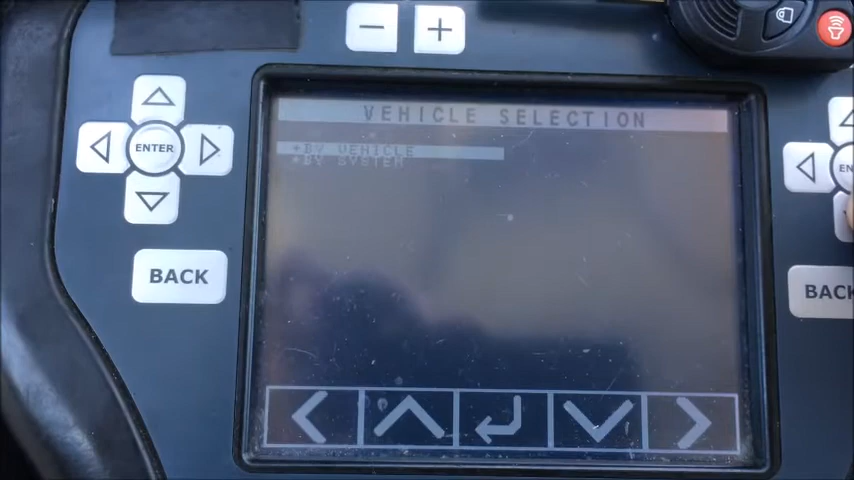 VEHICLE SELECTION
*BY VEHICLE
*BY SYSTEM
ENTER
BACK
BACK